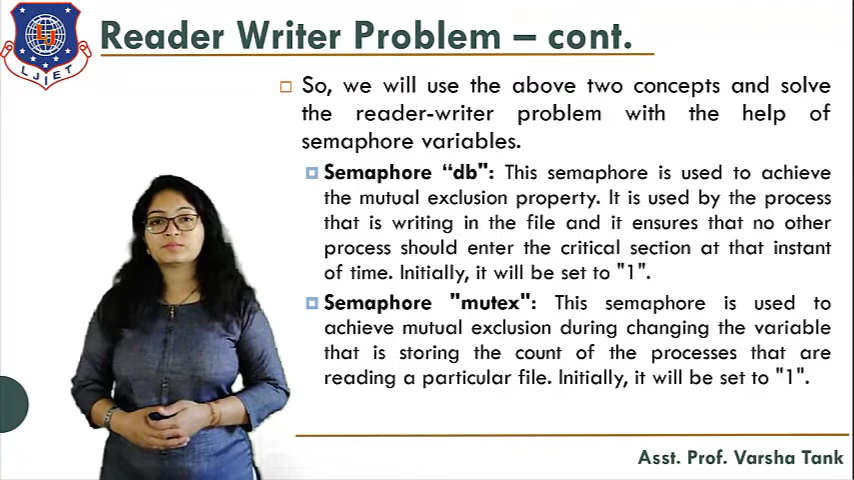 Reader Writer Problem – cont.
LJIET
So, we will use the above two concepts and solve
the reader-writer problem with the help of
semaphore variables.
Semaphore “db": This semaphore is used to achieve
the mutual exclusion property. It is used by the process
that is writing in the file and it ensures that no other
process should enter the critical section at that instant
of time. Initially, it will be set to "1".
Semaphore "mutex": This semaphore is used to
achieve mutual exclusion during changing the variable
that is storing the count of the processes that are
reading a particular file. Initially, it will be set to "1".
Asst. Prof. Varsha Tank